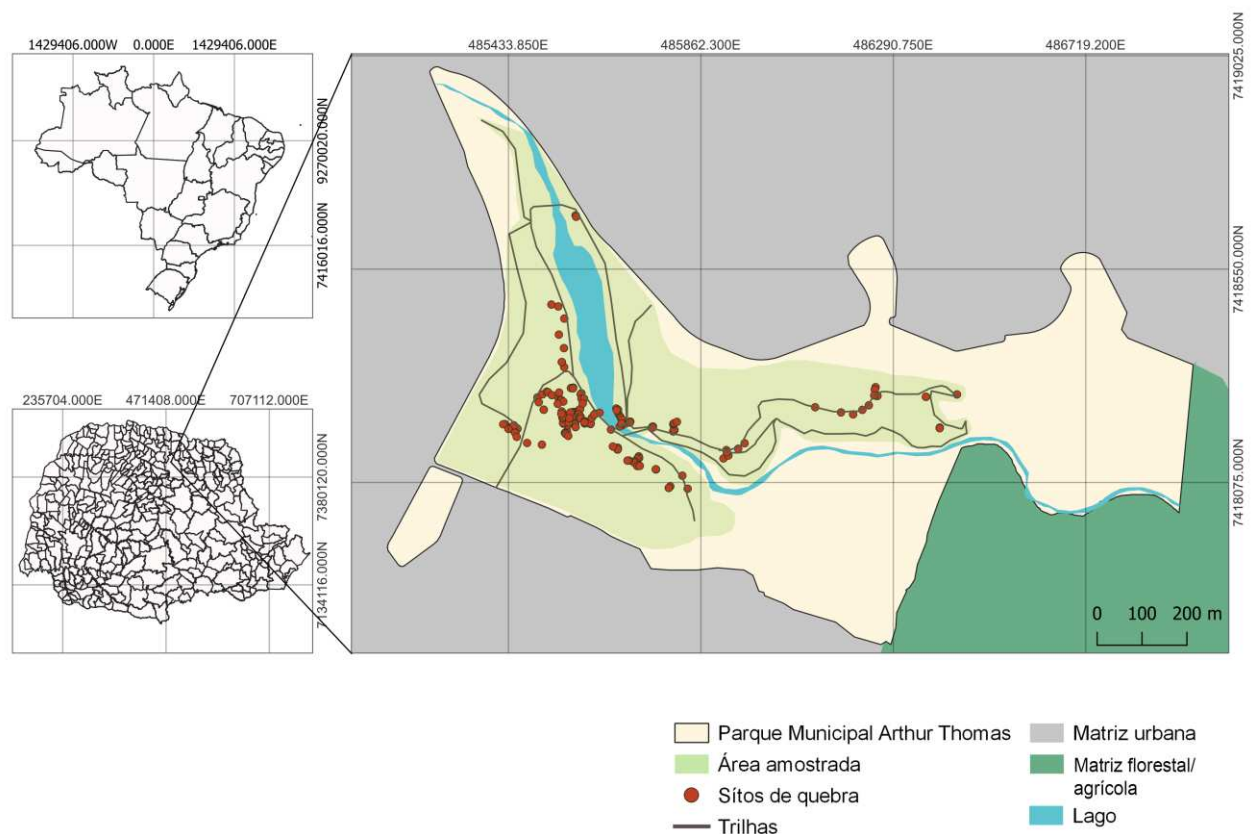 1429406.000W 0.000E 1429406.000E
9270020.000N
7416016.000N
235704.000E 471408.000E 707112.000E
7380120.000N
7134116.000N
485433.850E 485862.300E 486290.750E 486719.200E
7419025.000N
7418550.000N
7418075.000N
0 100 200 m
Parque Municipal Arthur Thomas
Área amostrada
Sítos de quebra
Trilhas
Matriz urbana
Matriz florestal/
agrícola
Lago